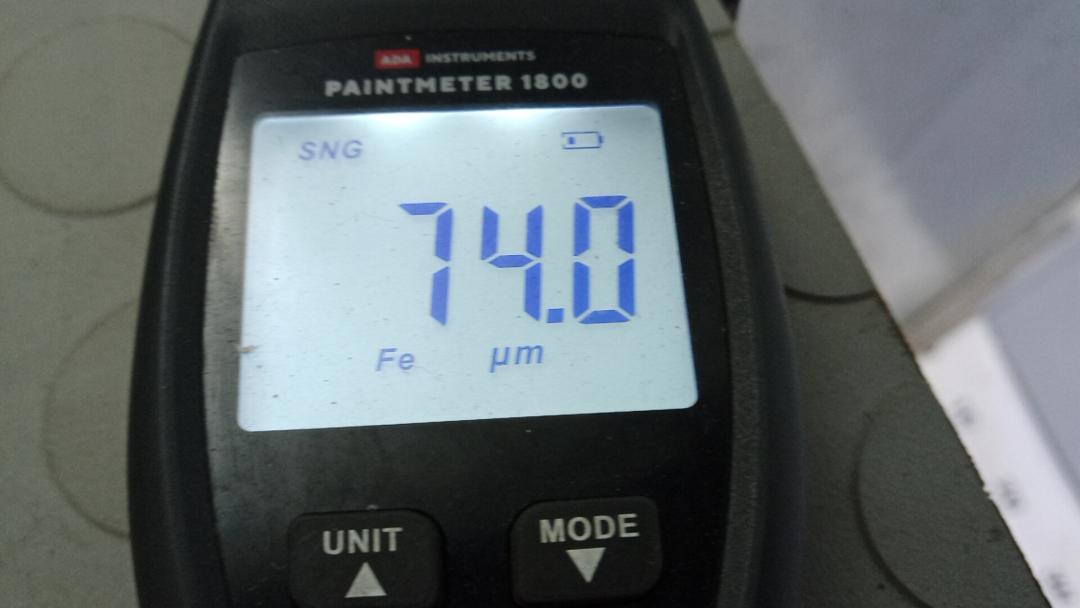 ADA INSTRUMENTS
PAINTMETER 1800
SNG
74.0
Fe µm
UNIT MODE